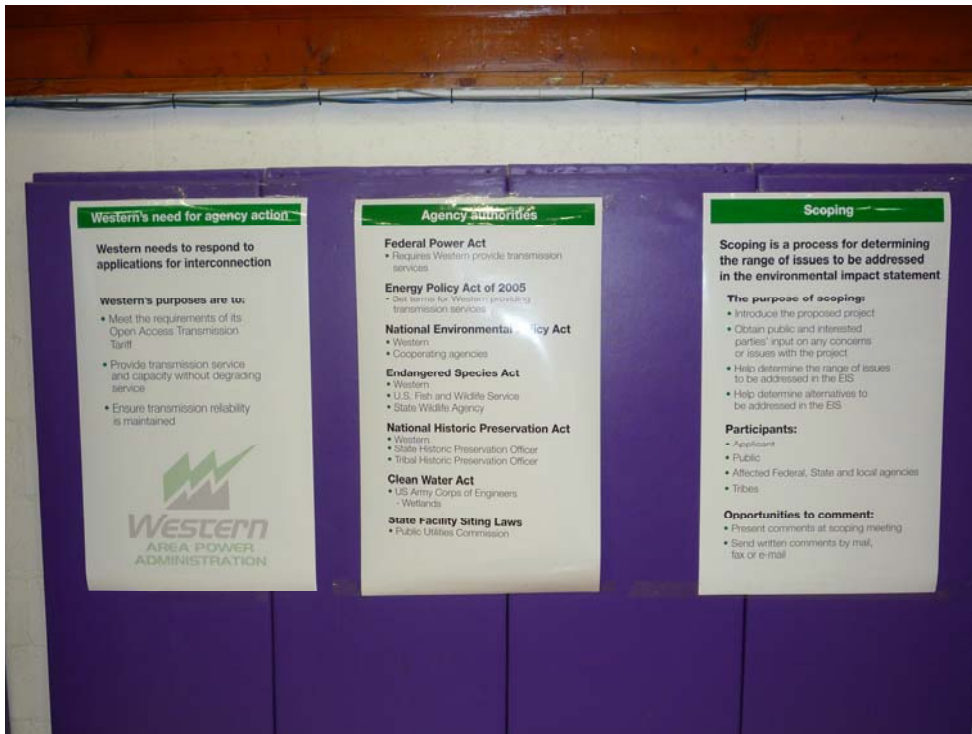 Western's need for agency action
Western needs to respond to
applications for interconnection
Western's purposes are to:
• Meet the requirements of its
Open Access Transmission
Tariff
• Provide transmission service
and capacity without degrading
service
• Ensure transmission reliability
is maintained
Western
AREA POWER
ADMINISTRATION
Agency authorities
Federal Power Act
• Requires Western provide transmission
services
Energy Policy Act of 2005
- Set terms for Western providing
transmission services
National Environmental Policy Act
• Western
• Cooperating agencies
Endangered Species Act
• Western
• U.S. Fish and Wildlife Service
• State Wildlife Agency
National Historic Preservation Act
• Western
• State Historic Preservation Officer
• Tribal Historic Preservation Officer
Clean Water Act
• US Army Corps of Engineers
- Wetlands
State Facility Siting Laws
• Public Utilities Commission
Scoping
Scoping is a process for determining
the range of issues to be addressed
in the environmental impact statement
The purpose of scoping:
• Introduce the proposed project
• Obtain public and interested
parties' input on any concerns
or issues with the project
• Help determine the range of issues
to be addressed in the EIS
• Help determine alternatives to
be addressed in the EIS
Participants:
- Applicant
• Public
• Affected Federal, State and local agencies
• Tribes
Opportunities to comment:
• Present comments at scoping meeting
• Send written comments by mail,
fax or e-mail